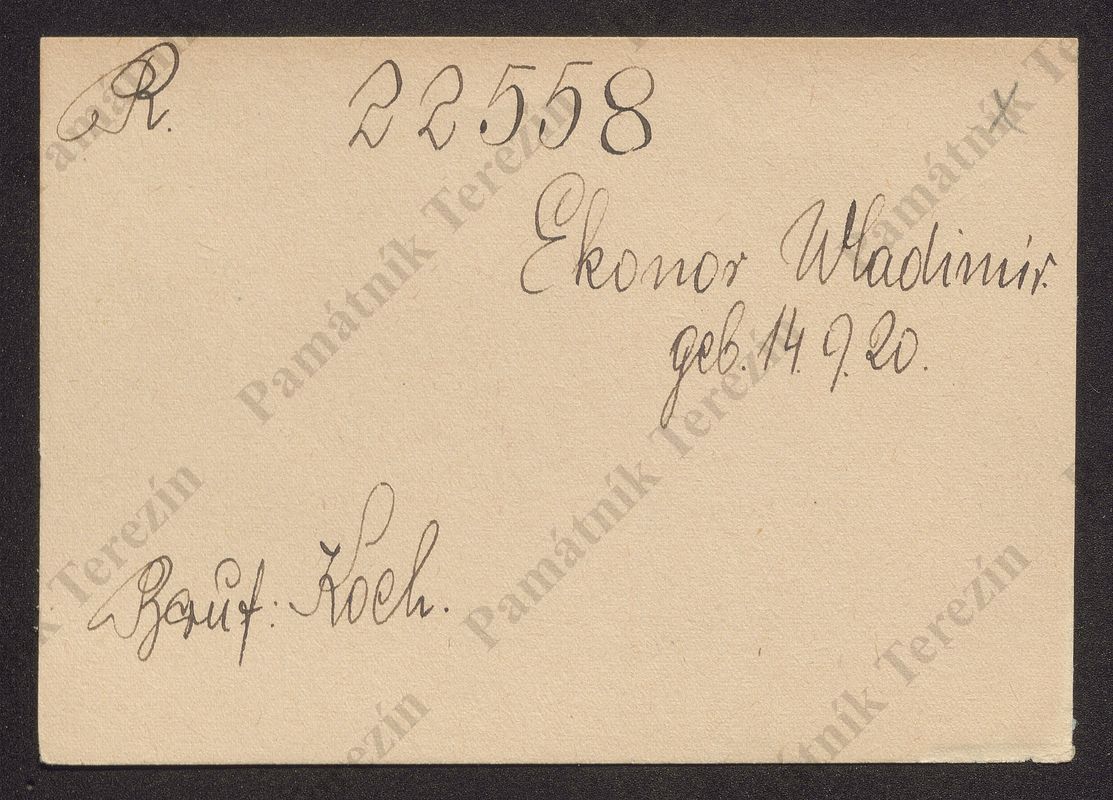 R. 22558
Ekonor Wladimir.
geb. 14. 9. 20.
Beruf: Koch.
Památník Terezín